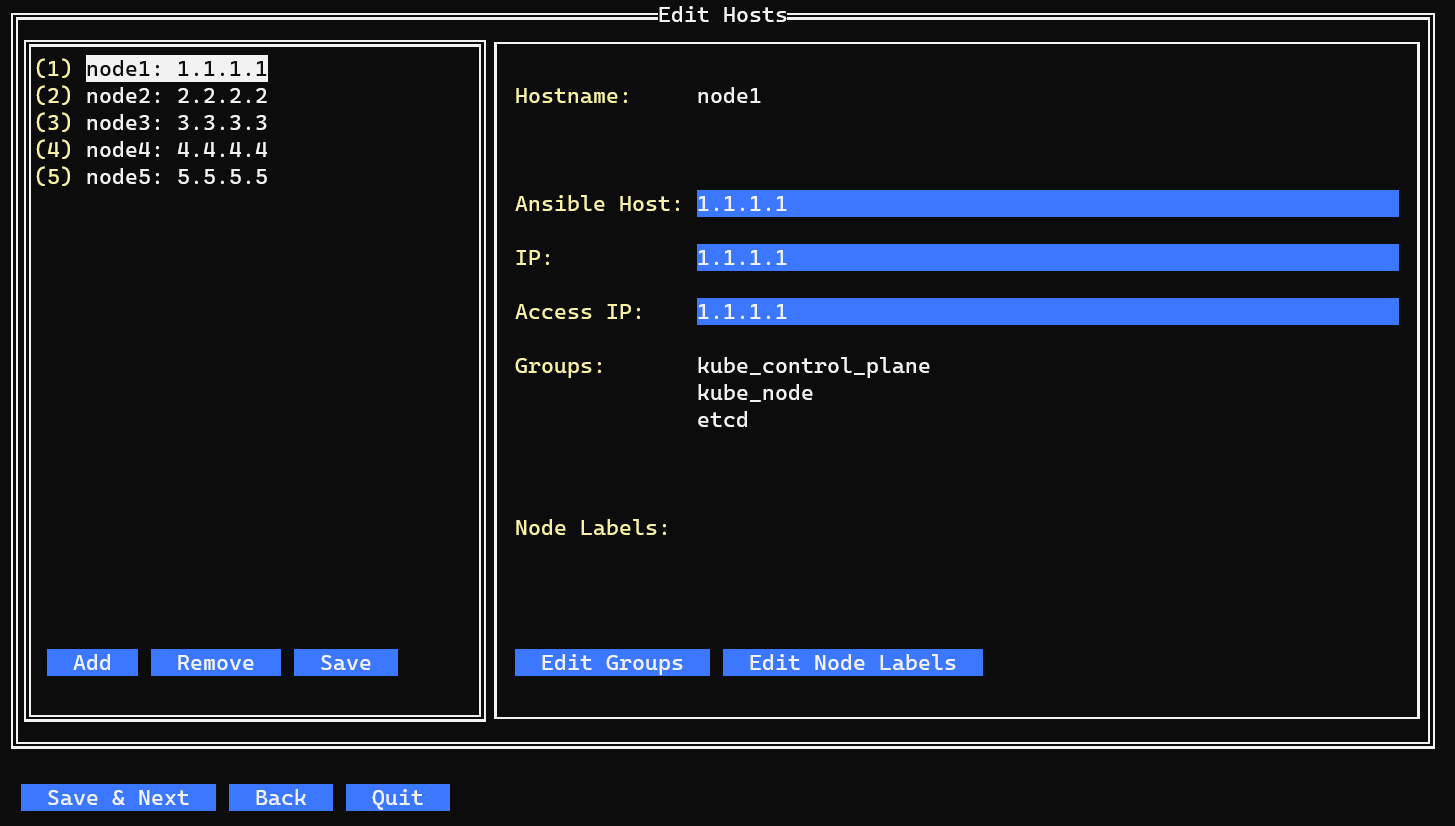 Edit Hosts
(1) node1: 1.1.1.1
(2) node2: 2.2.2.2
(3) node3: 3.3.3.3
(4) node4: 4.4.4.4
(5) node5: 5.5.5.5
Add Remove Save
Hostname: node1
Ansible Host: 1.1.1.1
IP: 1.1.1.1
Access IP: 1.1.1.1
Groups: kube_control_plane
kube_node
etcd
Node Labels:
Edit Groups Edit Node Labels
Save & Next Back Quit